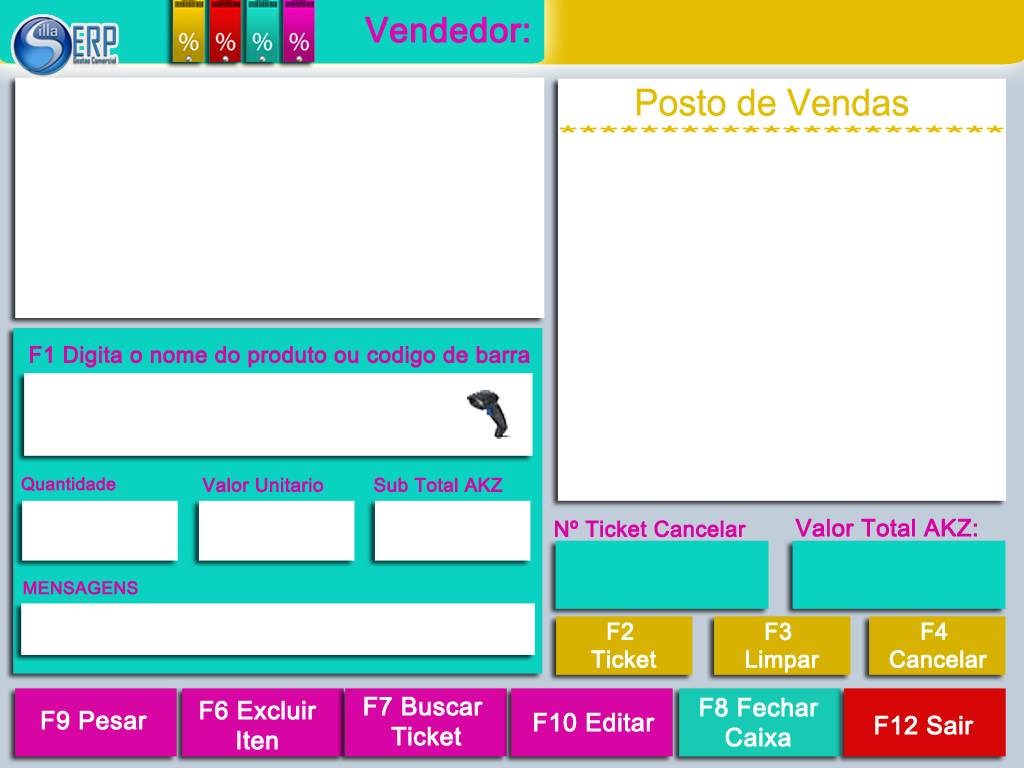 Silla
ERP
Gestao Comercial
% % % %
Vendedor:
Posto de Vendas
***********************
F1 Digita o nome do produto ou codigo de barra
Quantidade
Valor Unitario
Sub Total AKZ
MENSAGENS
Nº Ticket Cancelar
Valor Total AKZ:
F2
Ticket
F3
Limpar
F4
Cancelar
F9 Pesar
F6 Excluir
Iten
F7 Buscar
Ticket
F10 Editar
F8 Fechar
Caixa
F12 Sair